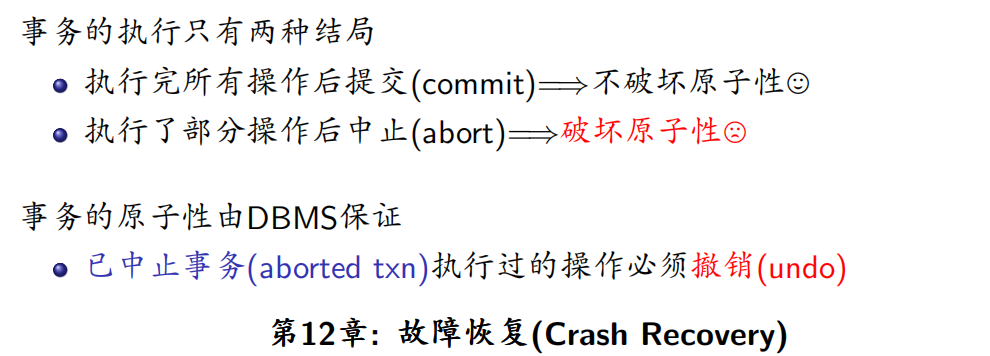 事务的执行只有两种结局
执行完所有操作后提交(commit)⟹不破坏原子性☺
执行了部分操作后中止(abort)⟹破坏原子性☹
事务的原子性由DBMS保证
已中止事务(aborted txn)执行过的操作必须撤销(undo)
第12章: 故障恢复(Crash Recovery)